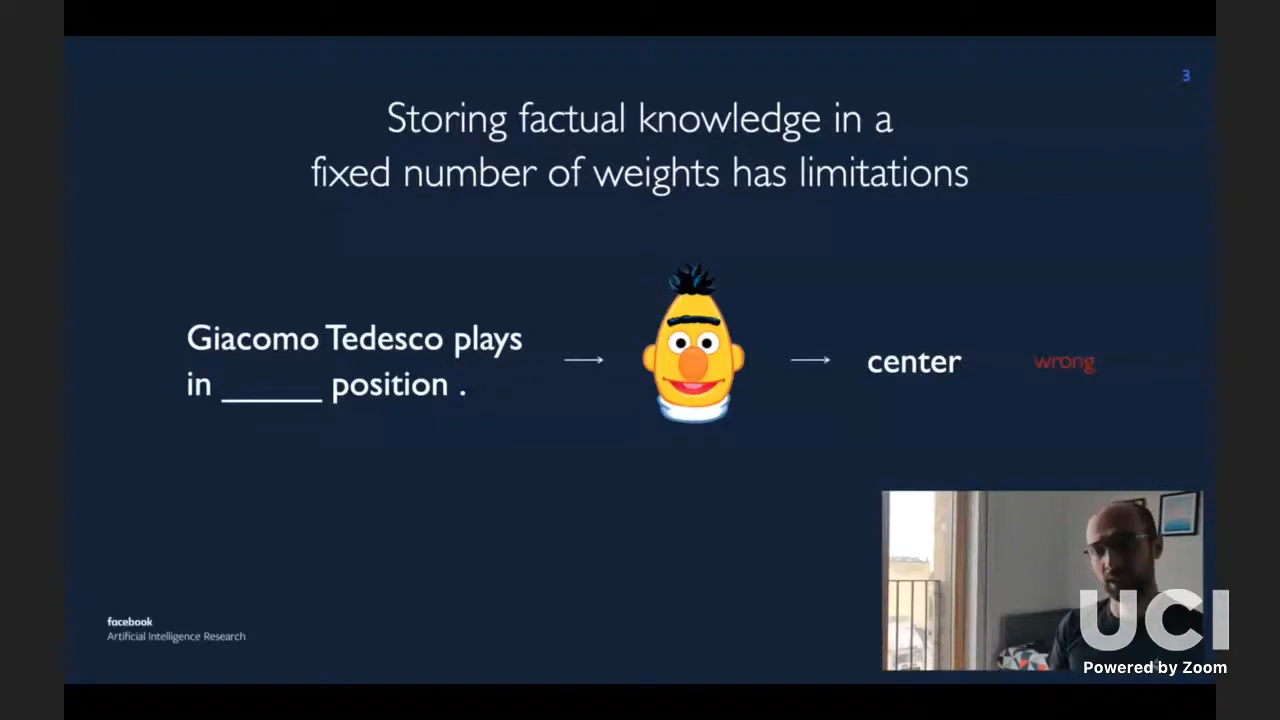 3
Storing factual knowledge in a
fixed number of weights has limitations
Giacomo Tedesco plays
in ______ position .
center
wrong
facebook
Artificial Intelligence Research
UCI
Powered by Zoom